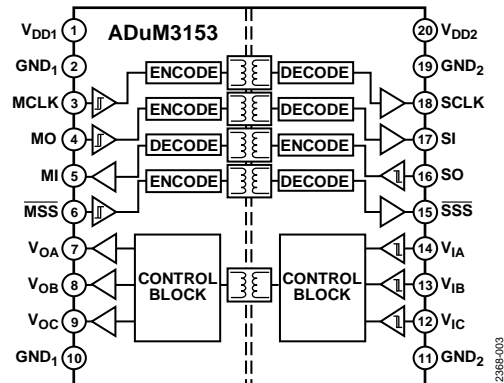 ADuM3153
VDD1 1
20 VDD2
GND1 2
19 GND2
MCLK 3
ENCODE
DECODE
18 SCLK
MO 4
ENCODE
DECODE
17 SI
MI 5
DECODE
ENCODE
16 SO
MSS 6
ENCODE
DECODE
15 SSS
VOA 7
14 VIA
VOB 8
CONTROL
BLOCK
CONTROL
BLOCK
13 VIB
VOC 9
12 VIC
GND1 10
11 GND2
2368-003